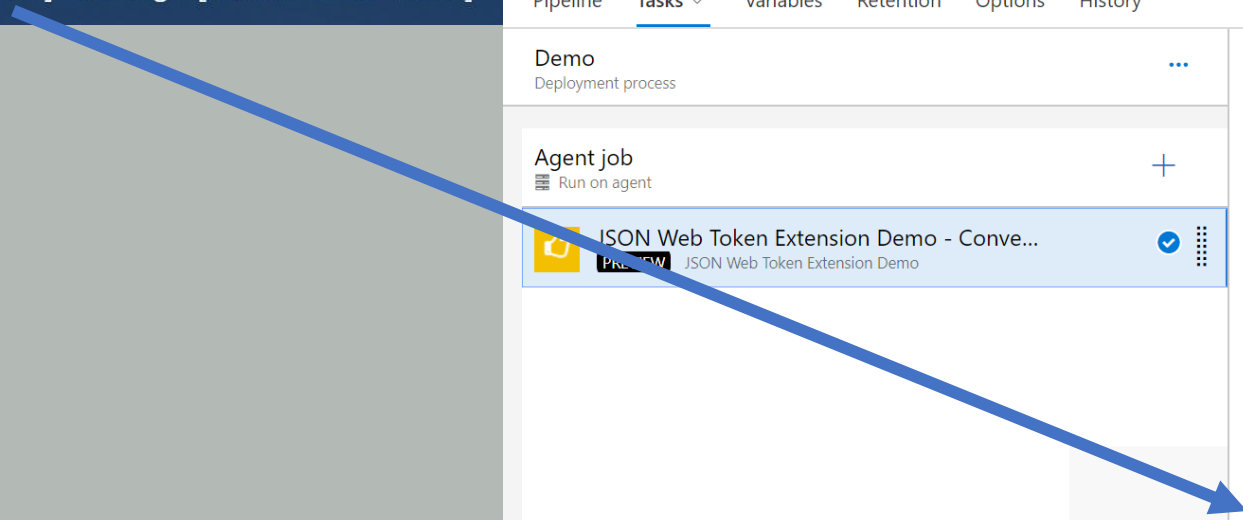 Pipeline Tasks Variables Retention Options History
Demo
Deployment process
Agent job
Run on agent
JSON Web Token Extension Demo - Conve...
PREVIEW JSON Web Token Extension Demo